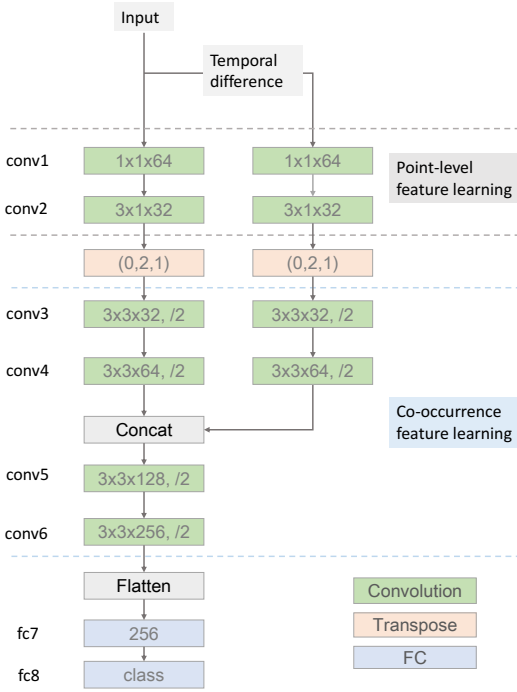 Input
Temporal
difference
conv1
1x1x64
1x1x64
Point-level
feature learning
conv2
3x1x32
3x1x32
(0,2,1)
(0,2,1)
conv3
3x3x32, /2
3x3x32, /2
conv4
3x3x64, /2
3x3x64, /2
Concat
Co-occurrence
feature learning
conv5
3x3x128, /2
conv6
3x3x256, /2
Flatten
Convolution
fc7
256
Transpose
FC
fc8
class